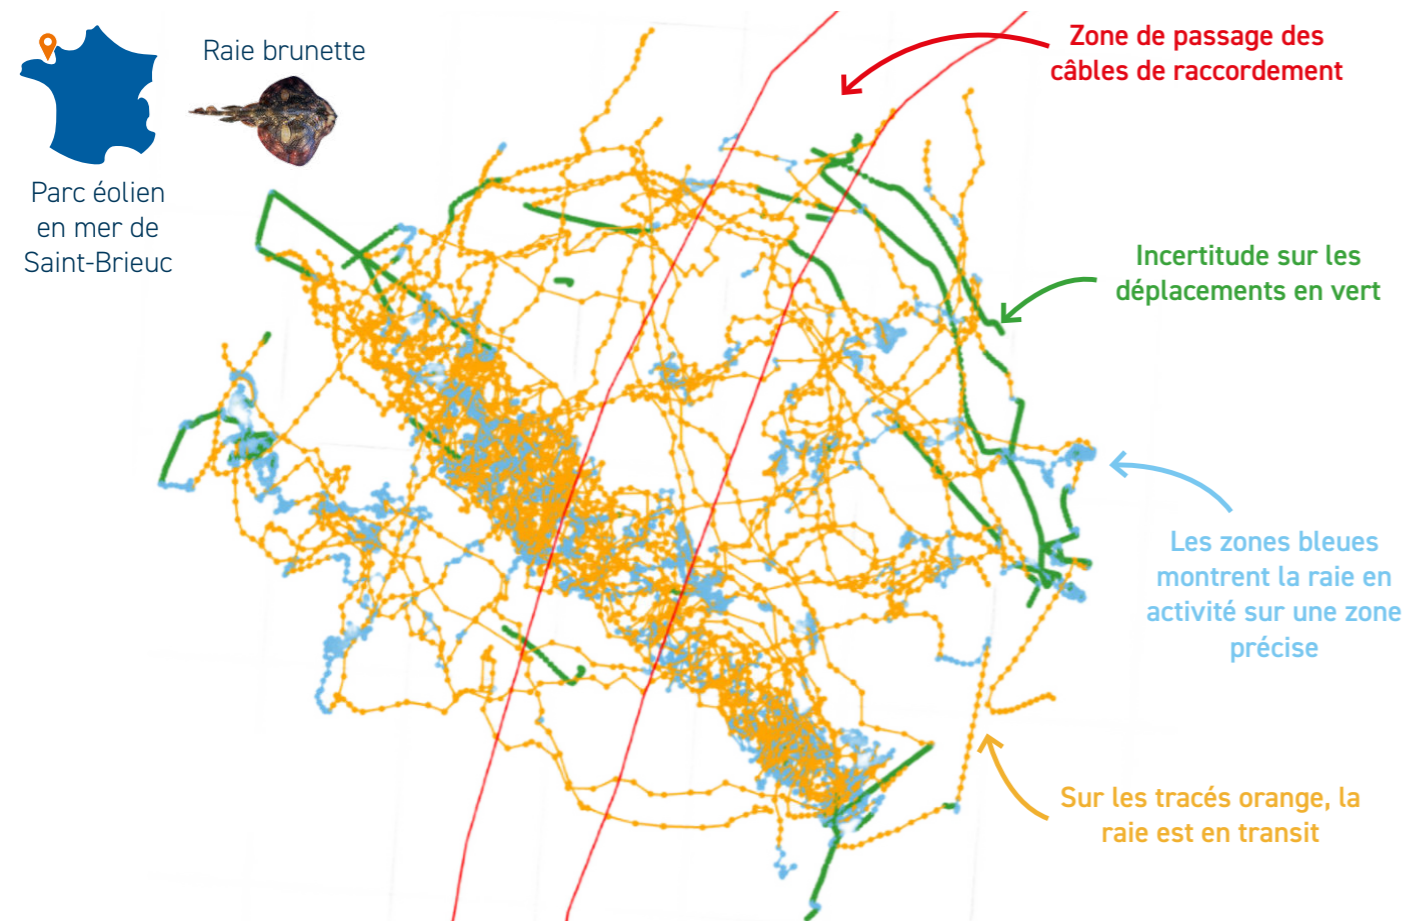 Raie brunette
Parc éolien
en mer de
Saint-Brieuc
Zone de passage des
câbles de raccordement
Incertitude sur les
déplacements en vert
Les zones bleues
montrent la raie en
activité sur une zone
précise
Sur les tracés orange, la
raie est en transit